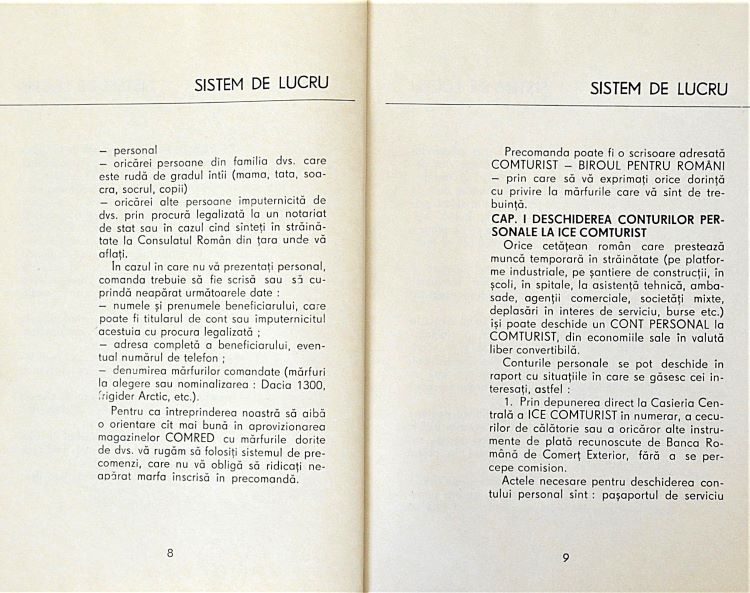 SISTEM DE LUCRU
— personal
— oricărei persoane din familia dvs. care
este rudă de gradul întîi (mama, tata, soa-
cra, socrul, copii)
— oricărei alte persoane împuternicită de
dvs. prin procură legalizată la un notariat
de stat sau în cazul cînd sînteți în străină-
tate la Consulatul Român din țara unde vă
aflați.
În cazul în care nu vă prezentați personal,
comanda trebuie să fie scrisă sau să cu-
prindă neapărat următoarele date :
— numele și prenumele beneficiarului, care
poate fi titularul de cont sau împuternicitul
acestuia cu procura legalizată ;
— adresa completă a beneficiarului, even-
tual numărul de telefon ;
— denumirea mărfurilor comandate (mărfuri
la alegere sau nominalizarea : Dacia 1300,
frigider Arctic, etc.).
Pentru ca întreprinderea noastră să aibă
o orientare cît mai bună în aprovizionarea
magazinelor COMRED cu mărfurile dorite
de dvs. vă rugăm să folosiți sistemul de pre-
comenzi, care nu vă obligă să ridicați ne-
apărat marfa înscrisă în precomandă.
8
SISTEM DE LUCRU
Precomanda poate fi o scrisoare adresată
COMTURIST — BIROUL PENTRU ROMÂNI
— prin care să vă exprimați orice dorință
cu privire la mărfurile care vă sînt de tre-
buință.
CAP. I DESCHIDEREA CONTURILOR PER-
SONALE LA ICE COMTURIST
Orice cetățean român care prestează
muncă temporară în străinătate (pe platfor-
me industriale, pe șantiere de construcții, în
școli, în spitale, la asistența tehnică, amba-
sade, agenții comerciale, societăți mixte,
deplasări în interes de serviciu, burse etc.)
își poate deschide un CONT PERSONAL la
COMTURIST, din economiile sale în valută
liber convertibilă.
Conturile personale se pot deschide în
raport cu situațiile în care se găsesc cei in-
teresați, astfel :
1. Prin depunerea direct la Casieria Cen-
trală a ICE COMTURIST în numerar, a cecu-
rilor de călătorie sau a oricăror alte instru-
mente de plată recunoscute de Banca Ro-
mână de Comerț Exterior, fără a se per-
cepe comision.
Actele necesare pentru deschiderea con-
tului personal sînt : pașaportul de serviciu
9